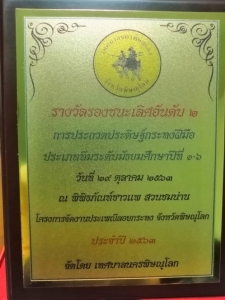 รางวัลรองชนะเลิศอันดับ ๒
การประกวดประดิษฐ์กระทงฝีมือ
ประเภททีมระดับมัธยมศึกษาปีที่ ๑-๖
วันที่ ๒๙ ตุลาคม ๒๕๖๓
ณ พิพิธภัณฑ์ชาวแพ สวนชมน่าน
โครงการจัดงานประเพณีลอยกระทง จังหวัดพิษณุโลก
ประจำปี ๒๕๖๓
จัดโดย เทศบาลนครพิษณุโลก